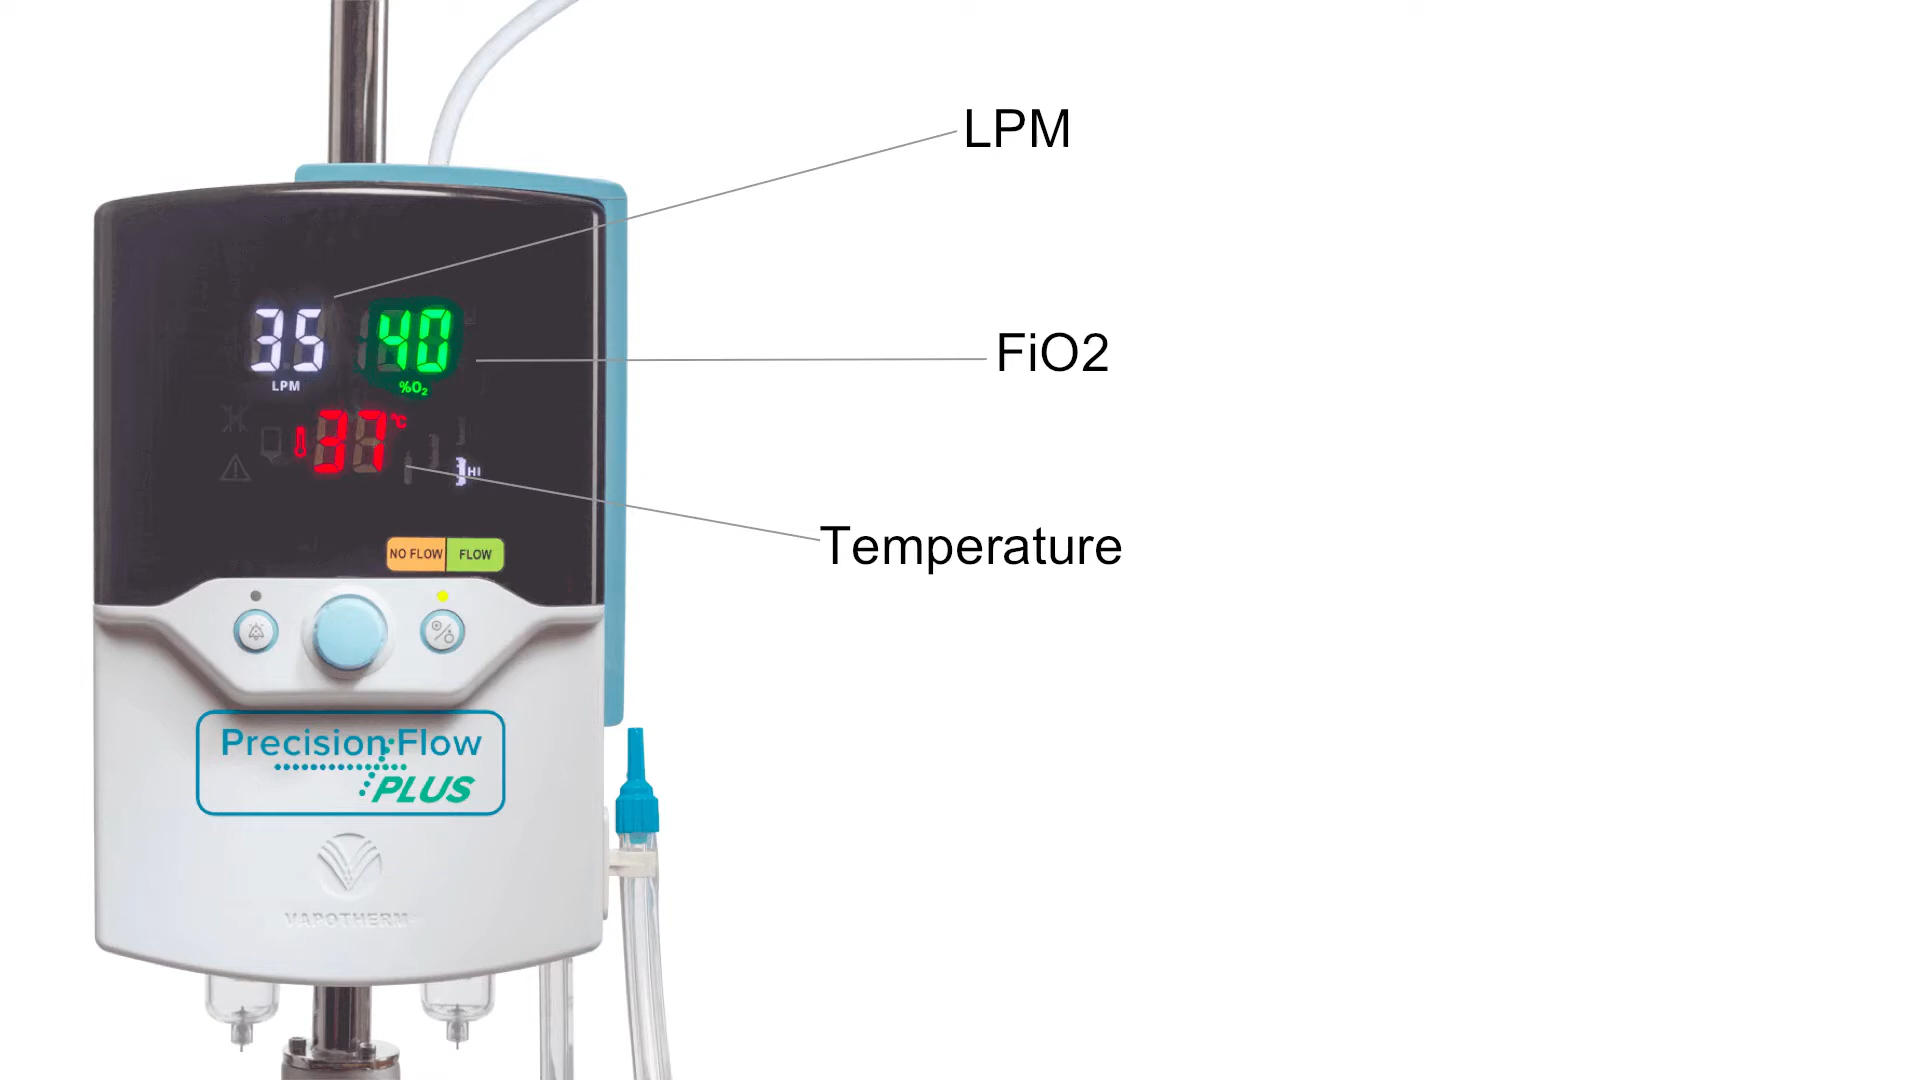 LPM
FiO2
Temperature
35
40
LPM
%O₂
37 °C
HI
NO FLOW
FLOW
Precision Flow
PLUS
VAPOTHERM